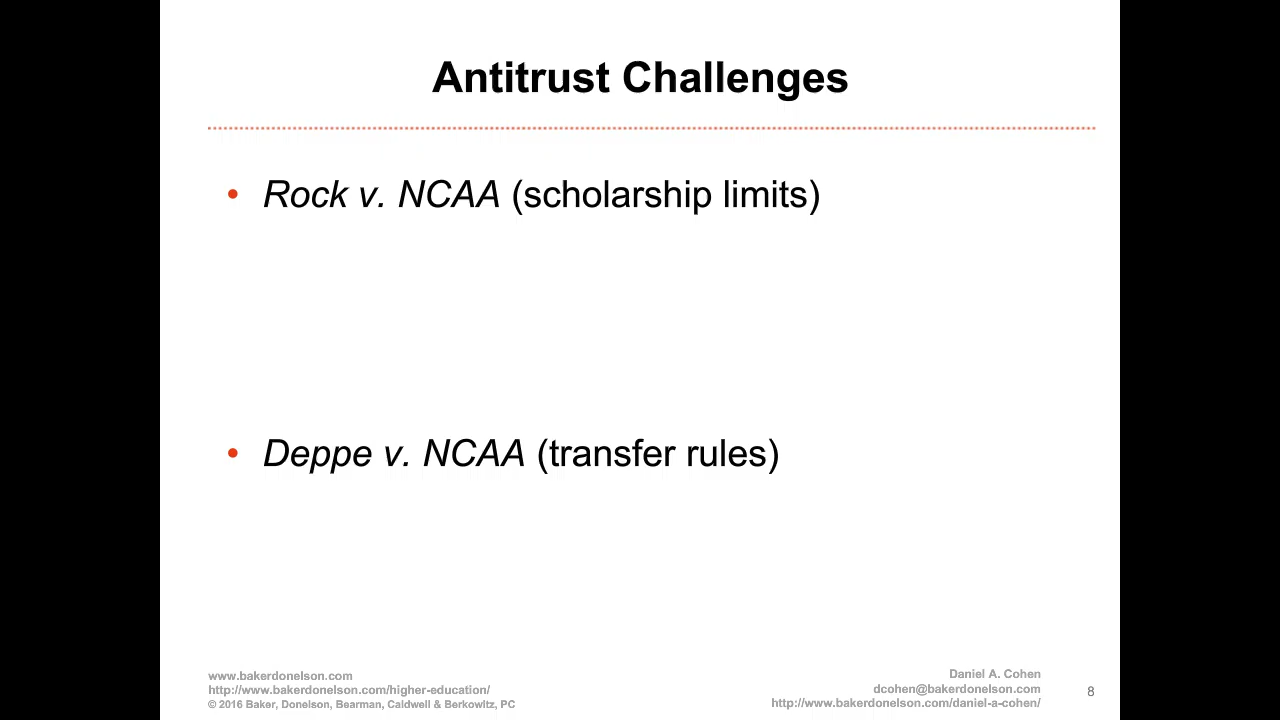 Antitrust Challenges
• Rock v. NCAA (scholarship limits)
• Deppe v. NCAA (transfer rules)
www.bakerdonelson.com
http://www.bakerdonelson.com/higher-education/
© 2016 Baker, Donelson, Bearman, Caldwell & Berkowitz, PC
Daniel A. Cohen
dcohen@bakerdonelson.com
http://www.bakerdonelson.com/daniel-a-cohen/
8